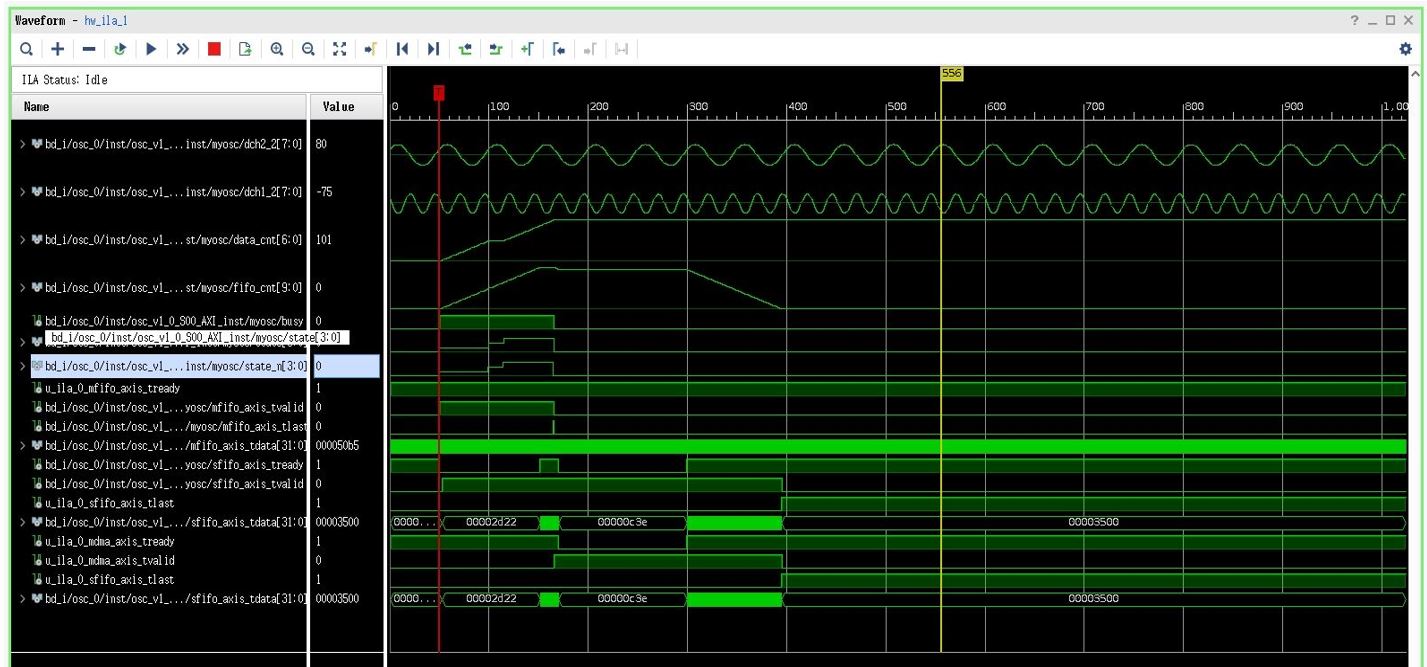 Waveform - hw_ila_1
ILA Status: Idle
Name Value
556
T
0 100 200 300 400 500 600 700 800 900 1,00
bd_i/osc_0/inst/osc_v1_...inst/myosc/dch2_2[7:0] 80
bd_i/osc_0/inst/osc_v1_...inst/myosc/dch1_2[7:0] -75
bd_i/osc_0/inst/osc_v1_...st/myosc/data_cnt[6:0] 101
bd_i/osc_0/inst/osc_v1_...st/myosc/fifo_cnt[9:0] 0
bd_i/osc_0/inst/osc_v1_0_S00_AXI_inst/myosc/busy 0
bd_i/osc_0/inst/osc_v1_0_S00_AXI_inst/myosc/state[3:0]
bd_i/osc_0/inst/osc_v1_...inst/myosc/state_n[3:0] 0
u_ila_0_mfifo_axis_tready 1
bd_i/osc_0/inst/osc_v1_...yosc/mfifo_axis_tvalid 0
bd_i/osc_0/inst/osc_v1_.../myosc/mfifo_axis_tlast 0
bd_i/osc_0/inst/osc_v1_.../mfifo_axis_tdata[31:0] 000050b5
bd_i/osc_0/inst/osc_v1_...yosc/sfifo_axis_tready 1
bd_i/osc_0/inst/osc_v1_...yosc/sfifo_axis_tvalid 0
u_ila_0_sfifo_axis_tlast 1
bd_i/osc_0/inst/osc_v1_.../sfifo_axis_tdata[31:0] 00003500 0000... 00002d22 00000c3e 00003500
u_ila_0_mdma_axis_tready 1
u_ila_0_mdma_axis_tvalid 0
u_ila_0_sfifo_axis_tlast 1
bd_i/osc_0/inst/osc_v1_.../sfifo_axis_tdata[31:0] 00003500 0000... 00002d22 00000c3e 00003500